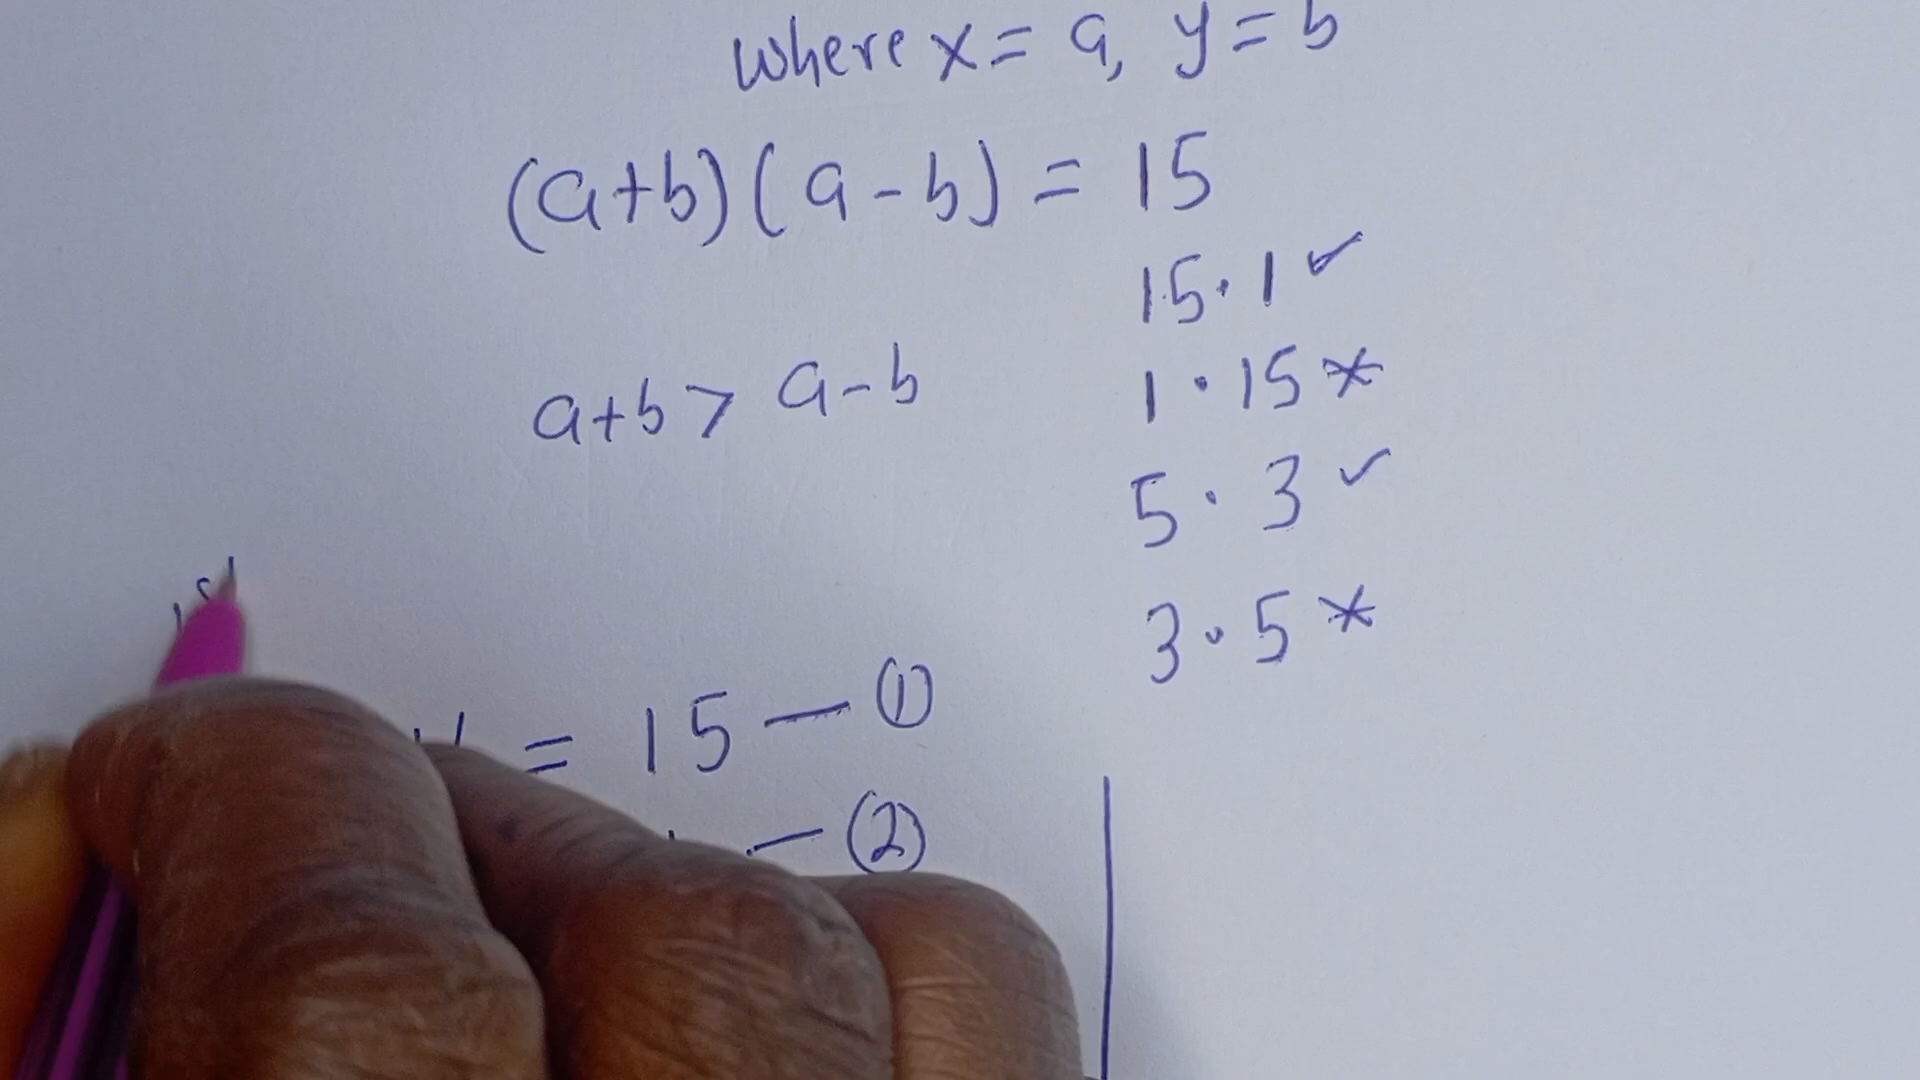 where x = a, y = b
(a+b)(a-b) = 15
15·1 ✓
a+b > a-b
1·15 *
5·3 ✓
3·5 *
= 15 — ①
— ②